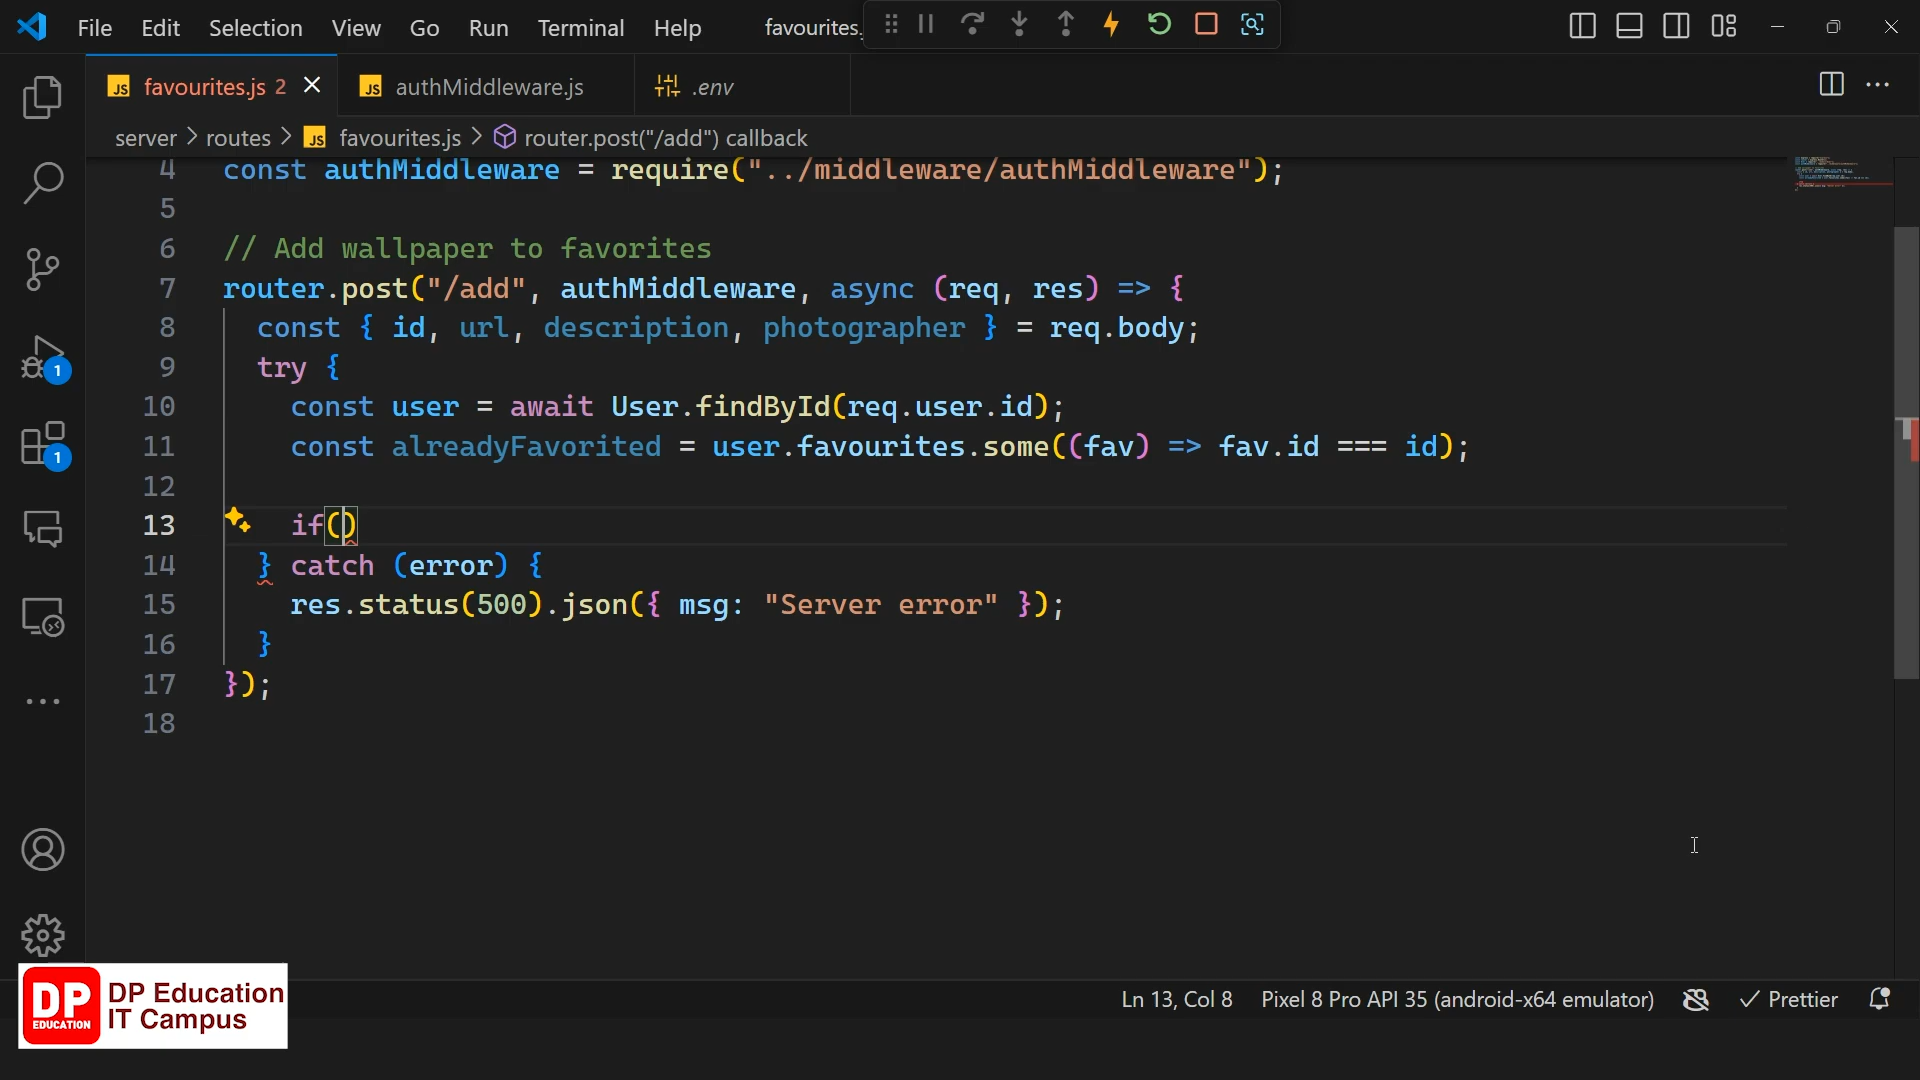 File Edit Selection View Go Run Terminal Help favourites.
JS favourites.js 2 JS authMiddleware.js .env
server > routes > JS favourites.js > router.post("/add") callback
4 const authMiddleware = require("../middleware/authMiddleware");
5
6 // Add wallpaper to favorites
7 router.post("/add", authMiddleware, async (req, res) => {
8 const { id, url, description, photographer } = req.body;
9 try {
10 const user = await User.findById(req.user.id);
11 const alreadyFavorited = user.favourites.some((fav) => fav.id === id);
12
13 if()
14 } catch (error) {
15 res.status(500).json({ msg: "Server error" });
16 }
17 });
18
1
1
DP EDUCATION
DP Education
IT Campus
Ln 13, Col 8 Pixel 8 Pro API 35 (android-x64 emulator) Prettier